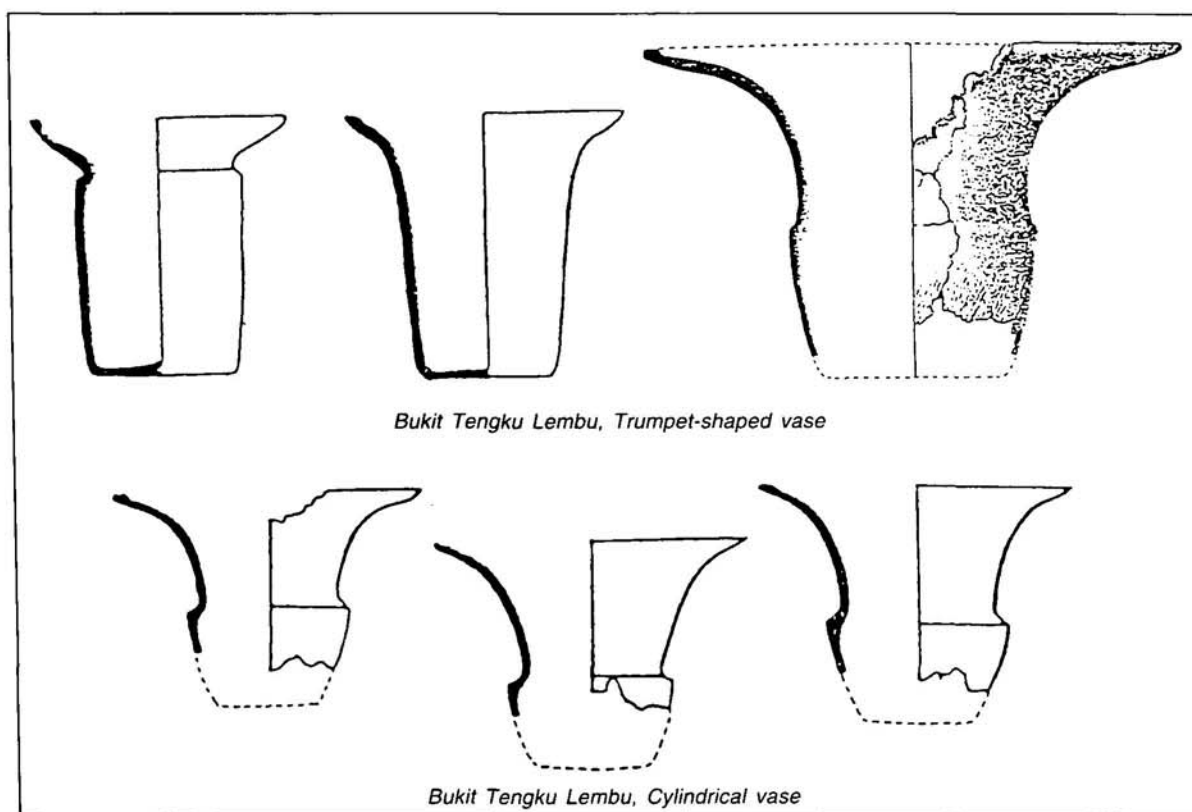 Bukit Tengku Lembu, Trumpet-shaped vase
Bukit Tengku Lembu, Cylindrical vase